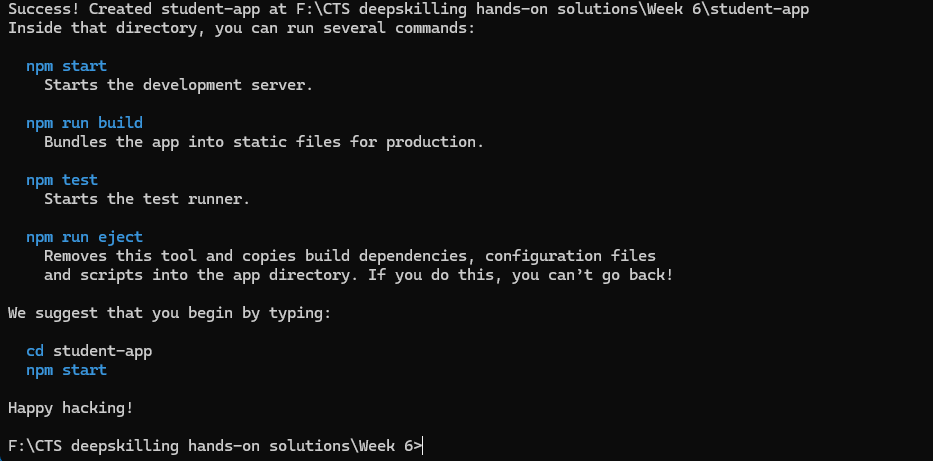 Success! Created student-app at F:\CTS deepskilling hands-on solutions\Week 6\student-app
Inside that directory, you can run several commands:
npm start
Starts the development server.
npm run build
Bundles the app into static files for production.
npm test
Starts the test runner.
npm run eject
Removes this tool and copies build dependencies, configuration files
and scripts into the app directory. If you do this, you can’t go back!
We suggest that you begin by typing:
cd student-app
npm start
Happy hacking!
F:\CTS deepskilling hands-on solutions\Week 6>